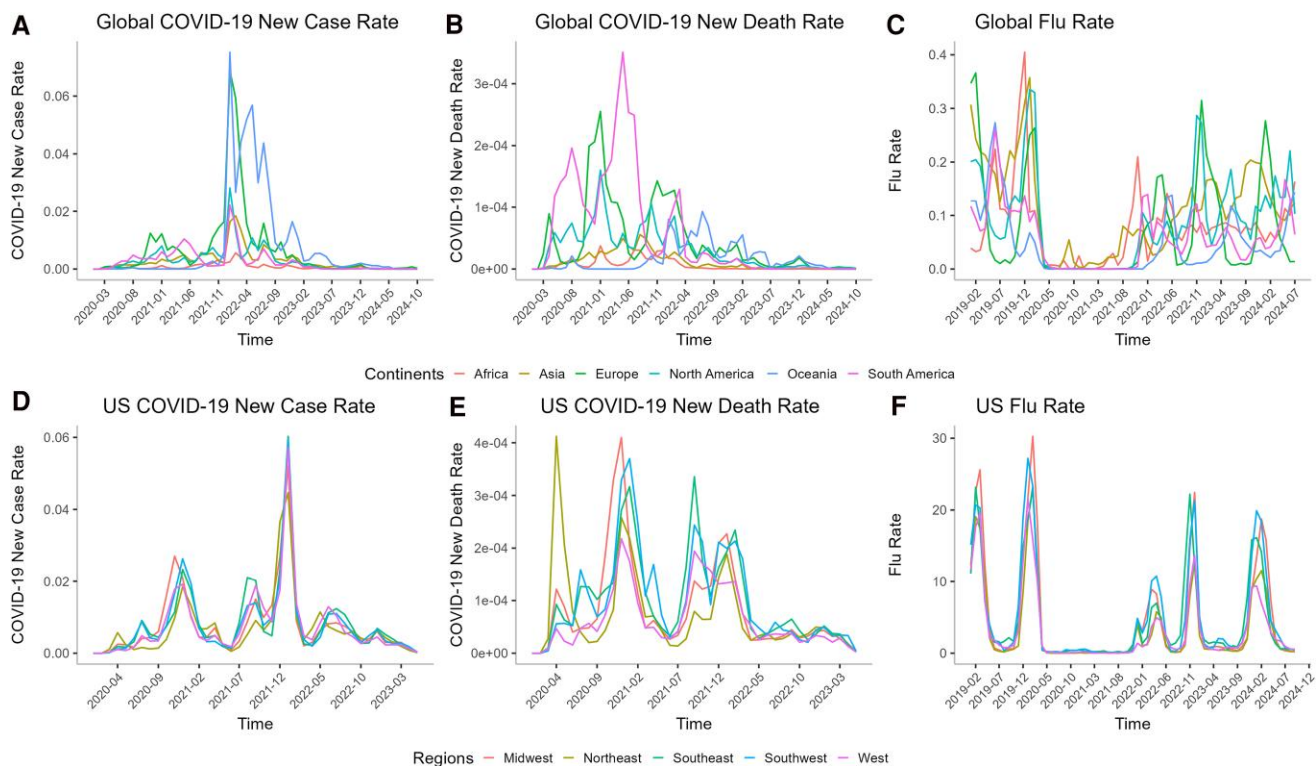 A Global COVID-19 New Case Rate
COVID-19 New Case Rate
0.06
0.04
0.02
0.00
2020-03 2020-08 2021-01 2021-06 2021-11 2022-04 2022-09 2023-02 2023-07 2023-12 2024-05 2024-10
Time
B Global COVID-19 New Death Rate
COVID-19 New Death Rate
3e-04
2e-04
1e-04
0e+00
2020-03 2020-08 2021-01 2021-06 2021-11 2022-04 2022-09 2023-02 2023-07 2023-12 2024-05 2024-10
Time
C Global Flu Rate
Flu Rate
0.4
0.3
0.2
0.1
0.0
2019-02 2019-07 2019-12 2020-05 2020-10 2021-03 2021-08 2022-01 2022-06 2022-11 2023-04 2023-09 2024-02 2024-07
Time
Continents Africa Asia Europe North America Oceania South America
D US COVID-19 New Case Rate
COVID-19 New Case Rate
0.06
0.04
0.02
0.00
2020-04 2020-09 2021-02 2021-07 2021-12 2022-05 2022-10 2023-03
Time
E US COVID-19 New Death Rate
COVID-19 New Death Rate
4e-04
3e-04
2e-04
1e-04
0e+00
2020-04 2020-09 2021-02 2021-07 2021-12 2022-05 2022-10 2023-03
Time
F US Flu Rate
Flu Rate
30
20
10
0
2019-02 2019-07 2019-12 2020-05 2020-10 2021-03 2021-08 2022-01 2022-06 2022-11 2023-04 2023-09 2024-02 2024-07 2024-12
Time
Regions Midwest Northeast Southeast Southwest West